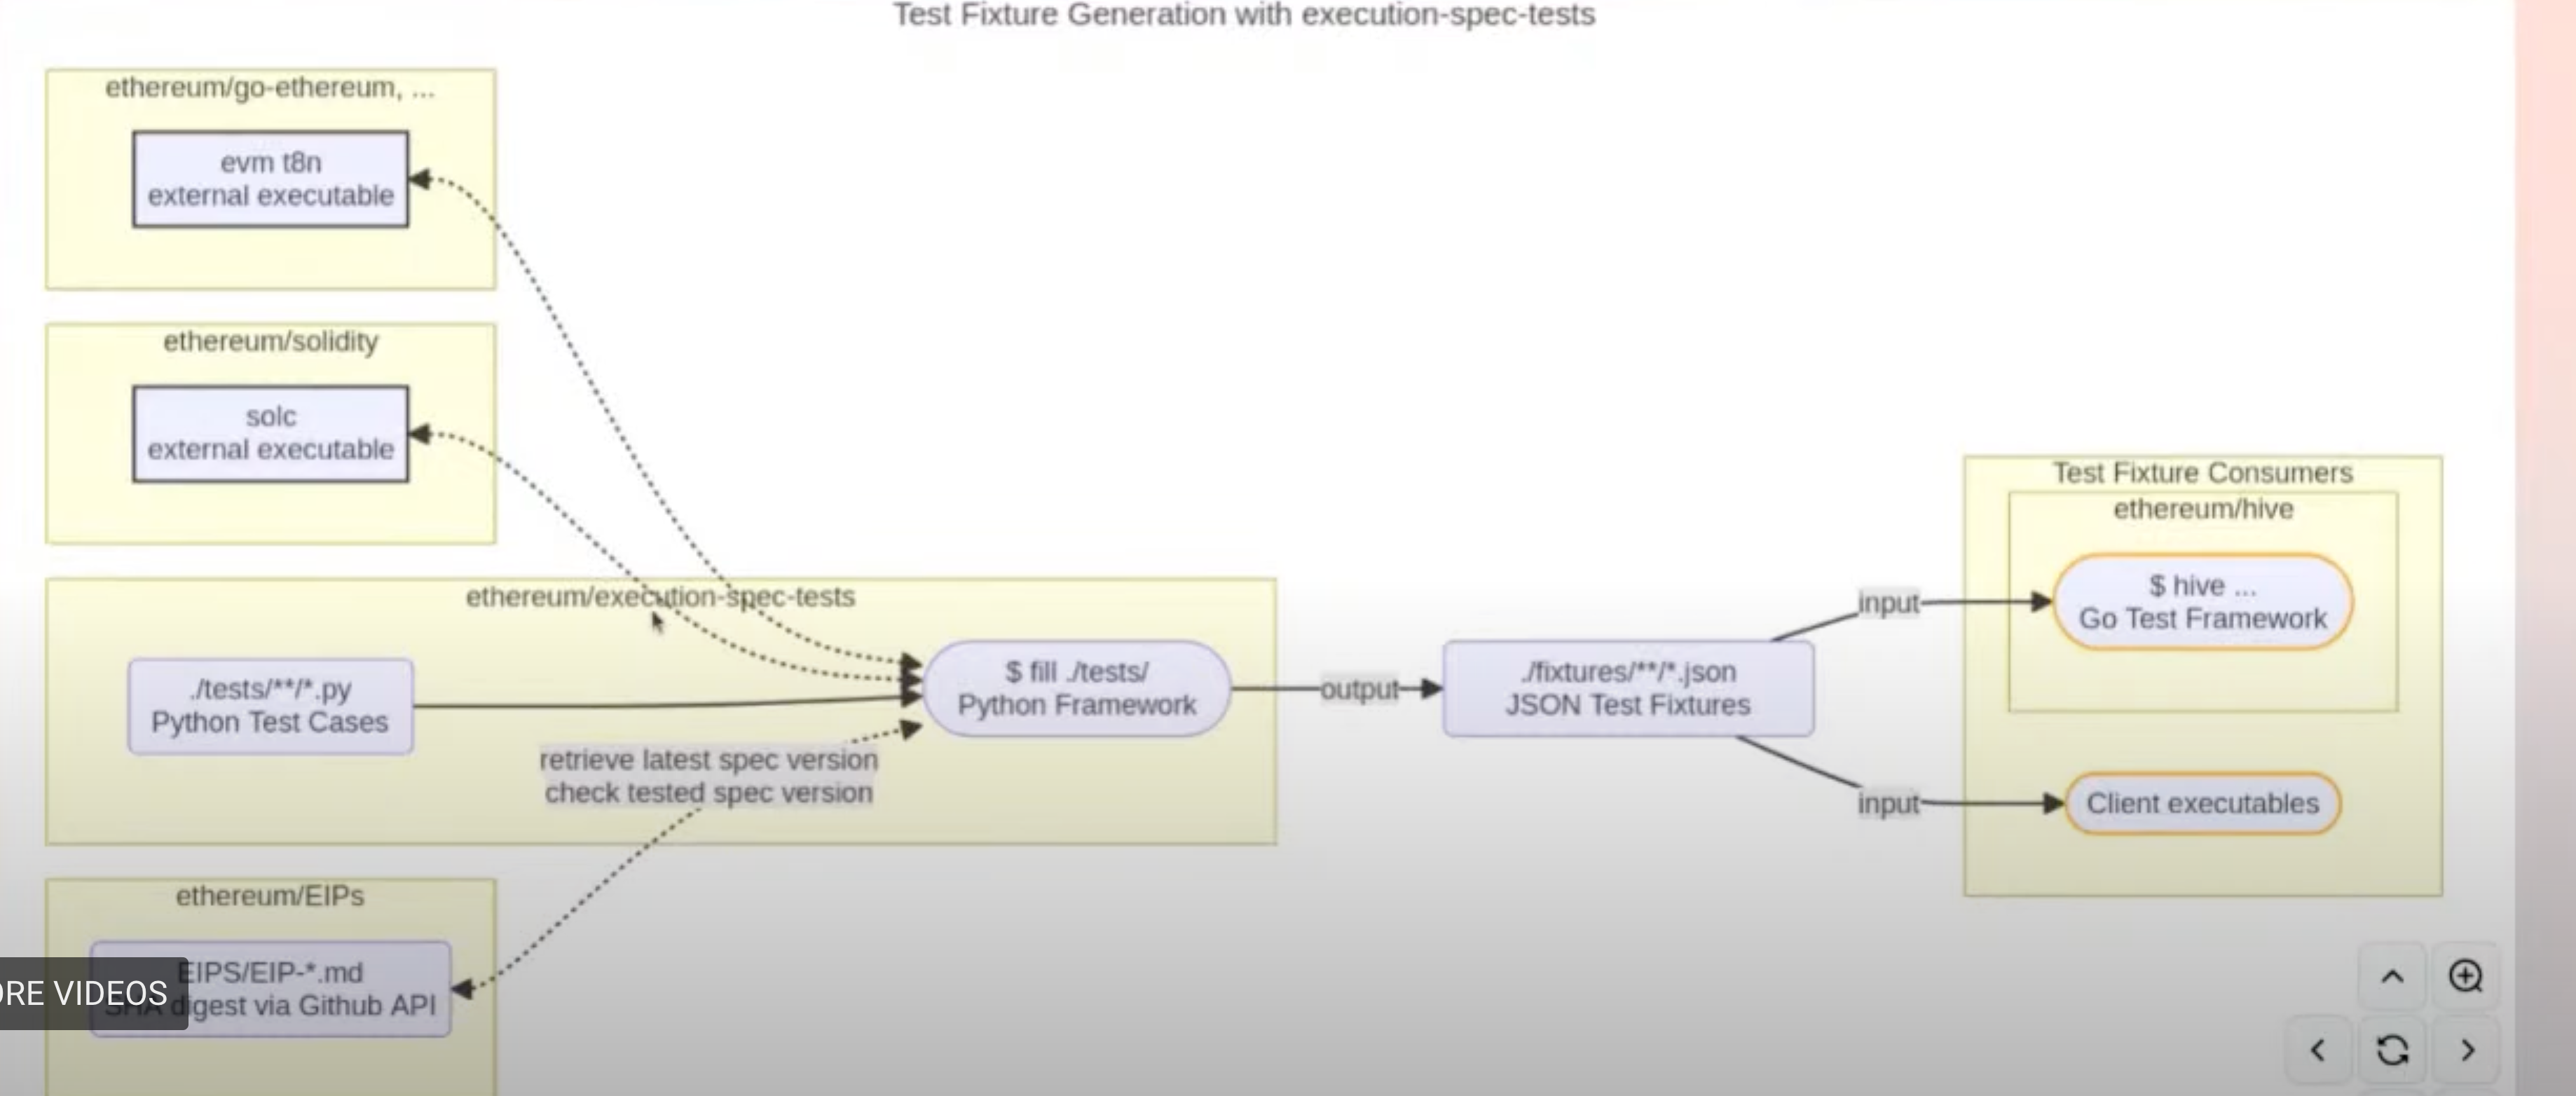 Test Fixture Generation with execution-spec-tests
ethereum/go-ethereum, ...
evm t8n
external executable
ethereum/solidity
solc
external executable
ethereum/execution-spec-tests
./tests/**/*.py
Python Test Cases
$ fill ./tests/
Python Framework
retrieve latest spec version
check tested spec version
output
./fixtures/**/*.json
JSON Test Fixtures
input
input
Test Fixture Consumers
ethereum/hive
$ hive ...
Go Test Framework
Client executables
ethereum/EIPs
EIPS/EIP-*.md
SHA digest via Github API
ORE VIDEOS